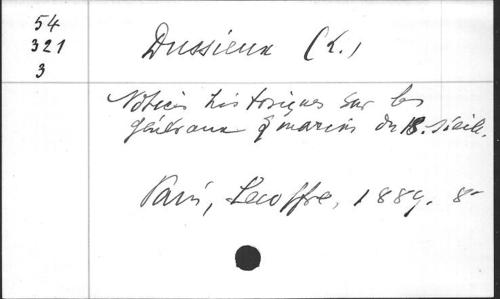 54
321
3
Dussieux (L.)
Notices historiques sur les
généraux & marins du 18. siècle.
Paris, Lecoffre, 1889. 8-